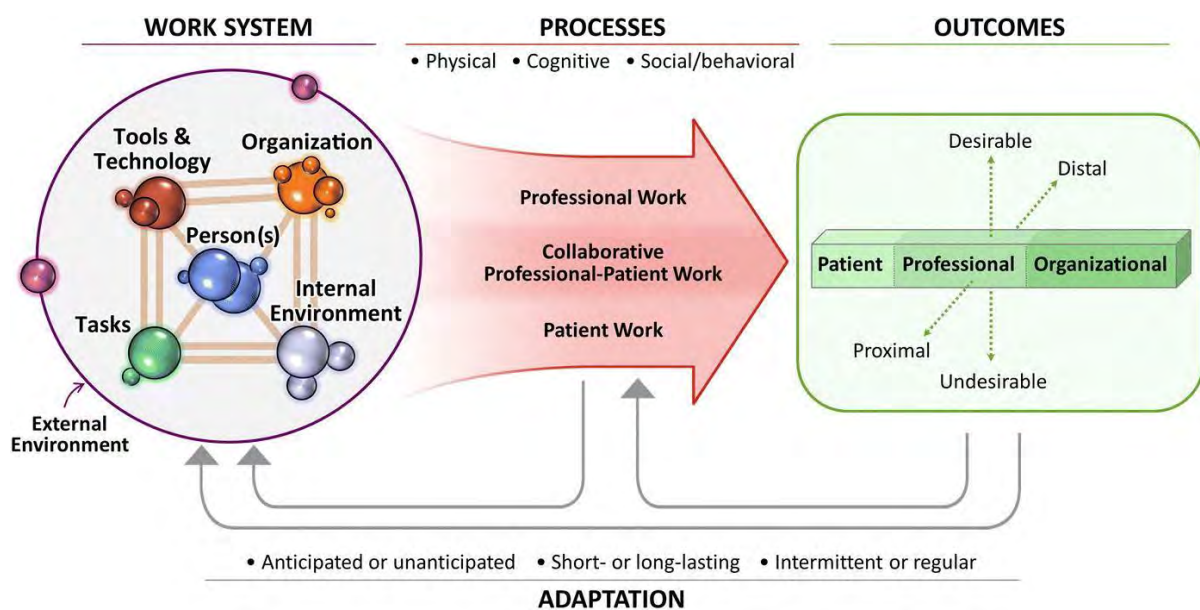 WORK SYSTEM
PROCESSES
• Physical • Cognitive • Social/behavioral
OUTCOMES
Tools &
Technology
Organization
Person(s)
Internal
Environment
Tasks
External
Environment
Professional Work
Collaborative
Professional-Patient Work
Patient Work
Desirable
Distal
Patient
Professional
Organizational
Proximal
Undesirable
• Anticipated or unanticipated • Short- or long-lasting • Intermittent or regular
ADAPTATION